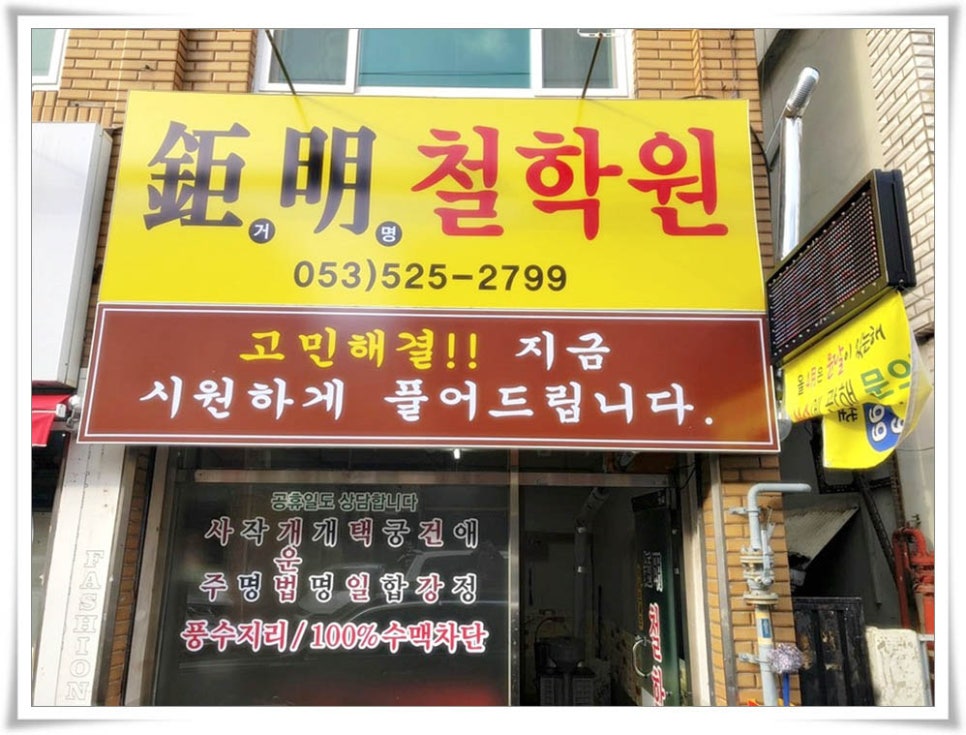 鉅明 철학원
거 명
053)525-2799
고민해결!! 지금
시원하게 풀어드립니다.
공휴일도 상담합니다
사주
작명
개운법
개명
택일
궁합
건강
애정
풍수지리/100%수맥차단
FASHION